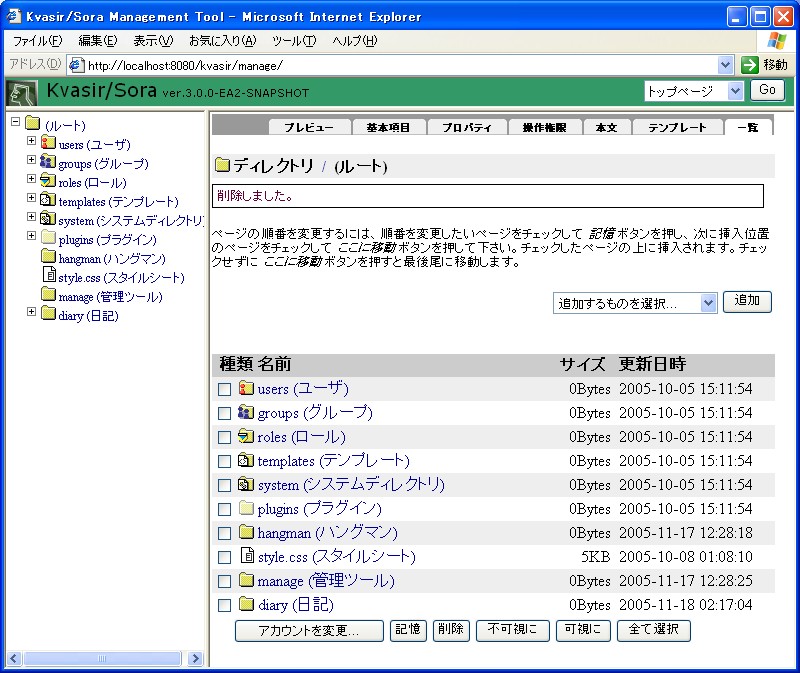 Kvasir/Sora Management Tool - Microsoft Internet Explorer
ファイル(F) 編集(E) 表示(V) お気に入り(A) ツール(T) ヘルプ(H)
アドレス(D) http://localhost:8080/kvasir/manage/ 移動
Kvasir/Sora ver.3.0.0-EA2-SNAPSHOT トップページ Go
(ルート)
users (ユーザ)
groups (グループ)
roles (ロール)
templates (テンプレート)
system (システムディレクトリ)
plugins (プラグイン)
hangman (ハングマン)
style.css (スタイルシート)
manage (管理ツール)
diary (日記)
プレビュー 基本項目 プロパティ 操作権限 本文 テンプレート 一覧
ディレクトリ / (ルート)
削除しました。
ページの順番を変更するには、順番を変更したいページをチェックして 記憶 ボタンを押し、次に挿入位置
のページをチェックして ここに移動 ボタンを押して下さい。チェックしたページの上に挿入されます。チェッ
クせずに ここに移動 ボタンを押すと最後尾に移動します。
追加するものを選択... 追加
種類 名前 サイズ 更新日時
users (ユーザ) 0Bytes 2005-10-05 15:11:54
groups (グループ) 0Bytes 2005-10-05 15:11:54
roles (ロール) 0Bytes 2005-10-05 15:11:54
templates (テンプレート) 0Bytes 2005-10-05 15:11:54
system (システムディレクトリ) 0Bytes 2005-10-05 15:11:54
plugins (プラグイン) 0Bytes 2005-10-05 15:11:54
hangman (ハングマン) 0Bytes 2005-11-17 12:28:18
style.css (スタイルシート) 5KB 2005-10-08 01:08:10
manage (管理ツール) 0Bytes 2005-11-17 12:28:25
diary (日記) 0Bytes 2005-11-18 02:17:04
アカウントを変更... 記憶 削除 不可視に 可視に 全て選択